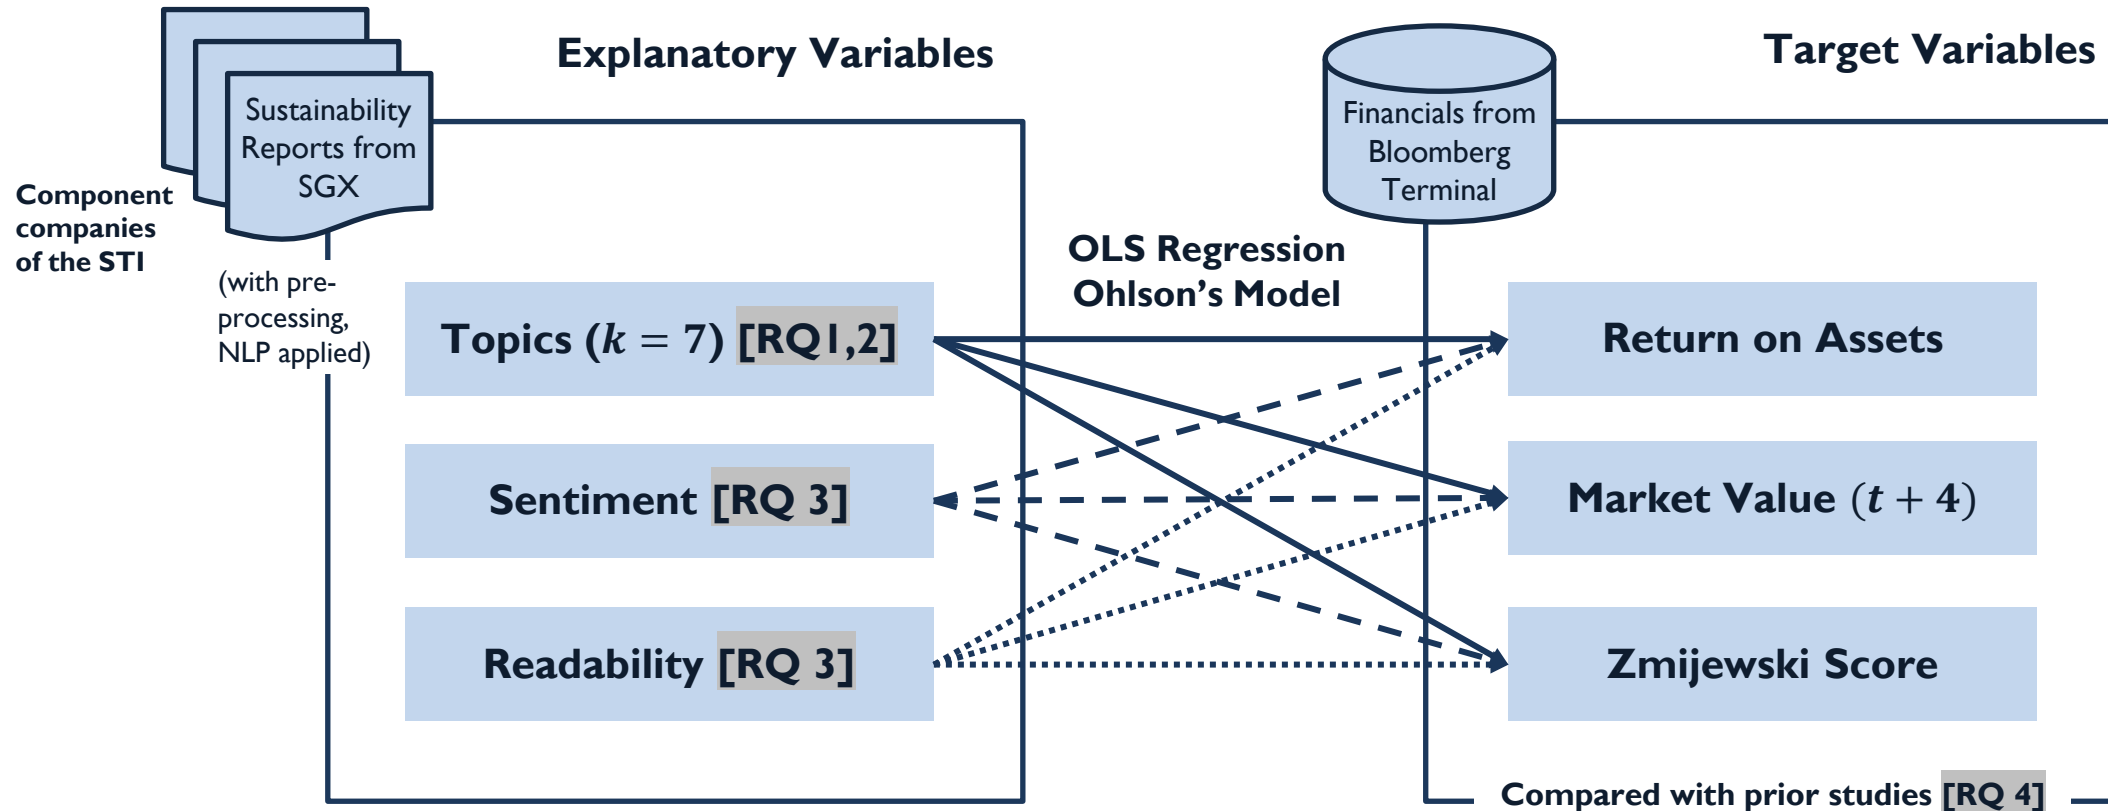 Explanatory Variables
Target Variables
Sustainability
Reports from
SGX
Financials from
Bloomberg
Terminal
Component
companies
of the STI
(with pre-
processing,
NLP applied)
OLS Regression
Ohlson’s Model
Topics (k = 7) [RQ1,2]
Return on Assets
Sentiment [RQ 3]
Market Value (t + 4)
Readability [RQ 3]
Zmijewski Score
Compared with prior studies [RQ 4]